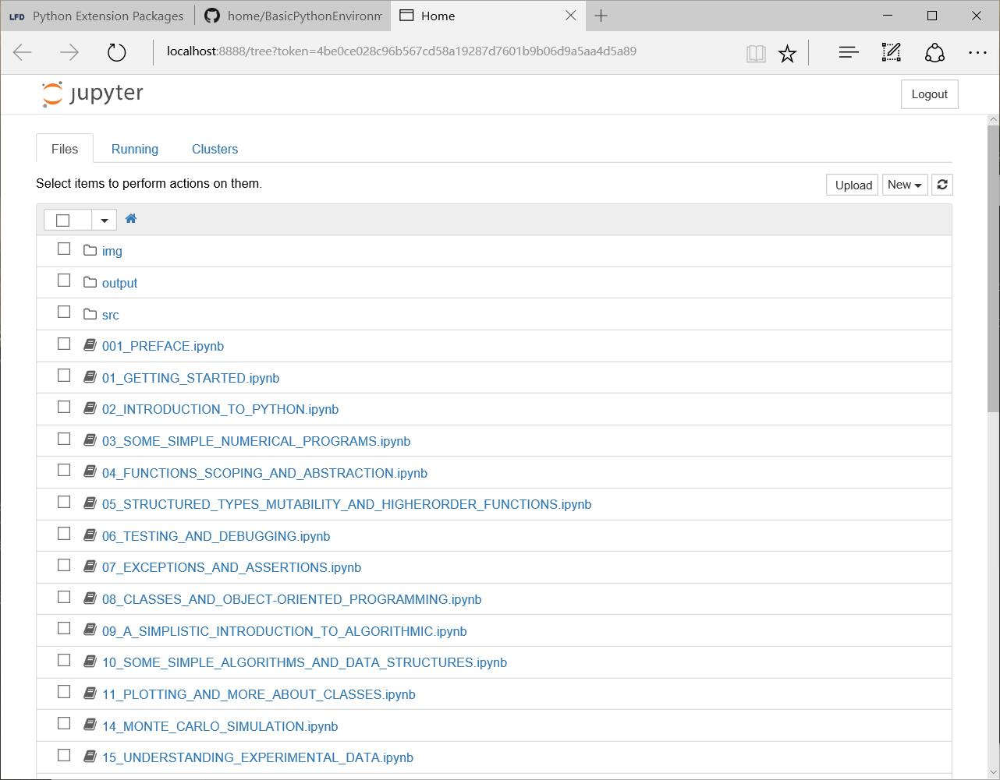 LFD Python Extension Packages
home/BasicPythonEnvironm
Home
localhost:8888/tree?token=4be0ce028c96b567cd58a19287d7601b9b06d9a5aa4d5a89
jupyter
Logout
Files
Running
Clusters
Select items to perform actions on them.
Upload
New
img
output
src
001_PREFACE.ipynb
01_GETTING_STARTED.ipynb
02_INTRODUCTION_TO_PYTHON.ipynb
03_SOME_SIMPLE_NUMERICAL_PROGRAMS.ipynb
04_FUNCTIONS_SCOPING_AND_ABSTRACTION.ipynb
05_STRUCTURED_TYPES_MUTABILITY_AND_HIGHERORDER_FUNCTIONS.ipynb
06_TESTING_AND_DEBUGGING.ipynb
07_EXCEPTIONS_AND_ASSERTIONS.ipynb
08_CLASSES_AND_OBJECT-ORIENTED_PROGRAMMING.ipynb
09_A_SIMPLISTIC_INTRODUCTION_TO_ALGORITHMIC.ipynb
10_SOME_SIMPLE_ALGORITHMS_AND_DATA_STRUCTURES.ipynb
11_PLOTTING_AND_MORE_ABOUT_CLASSES.ipynb
14_MONTE_CARLO_SIMULATION.ipynb
15_UNDERSTANDING_EXPERIMENTAL_DATA.ipynb